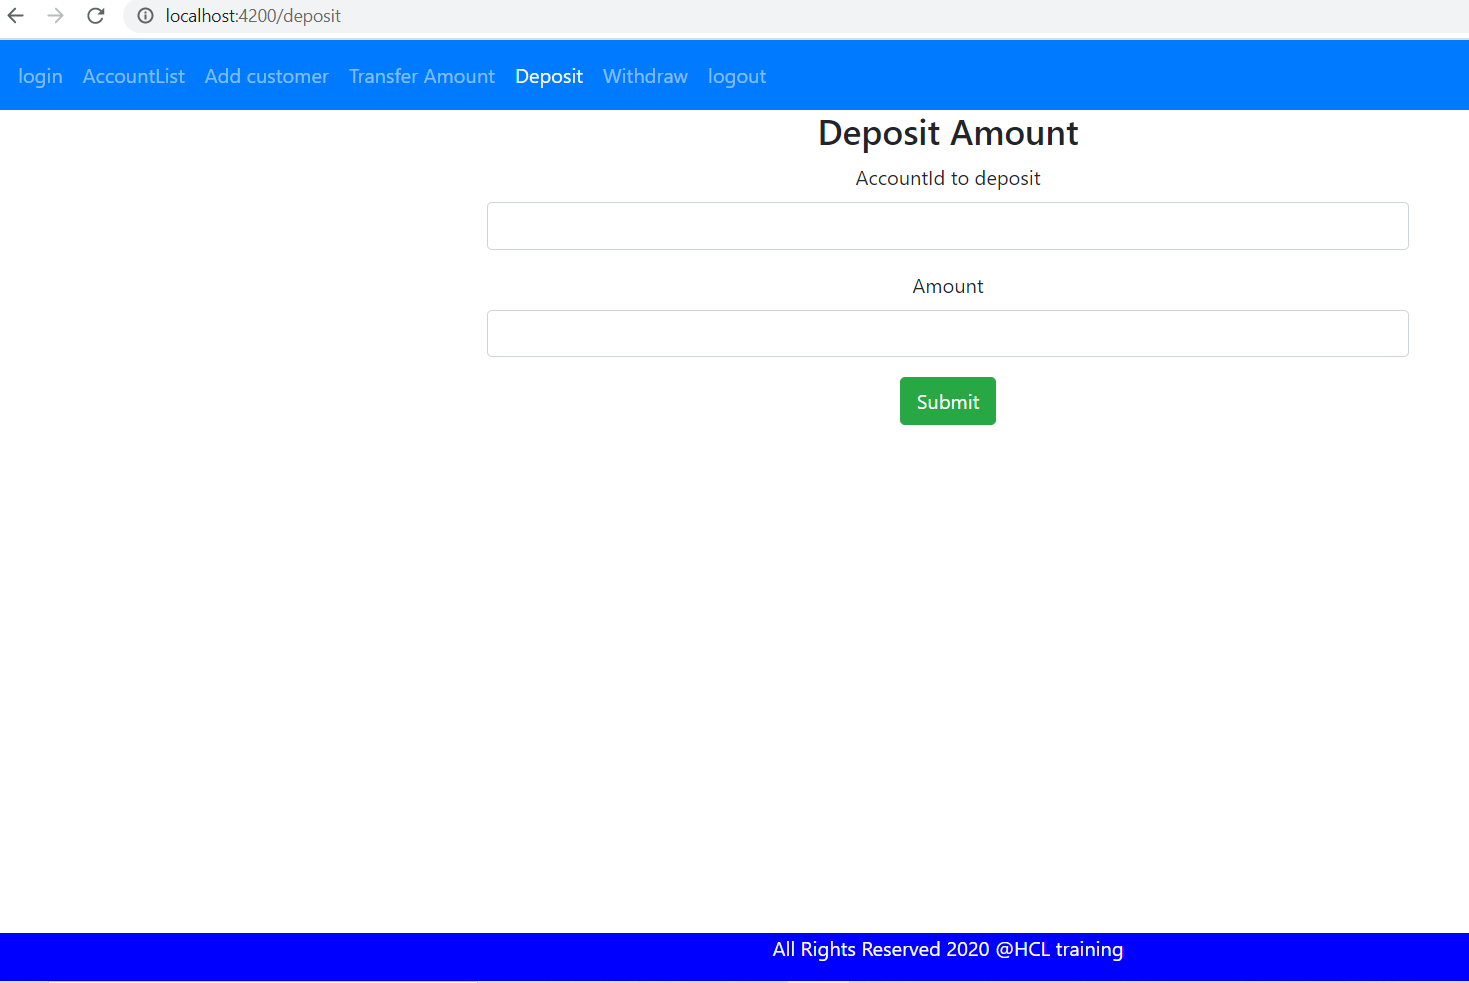 localhost:4200/deposit
login AccountList Add customer Transfer Amount Deposit Withdraw logout
Deposit Amount
AccountId to deposit
Amount
Submit
All Rights Reserved 2020 @HCL training